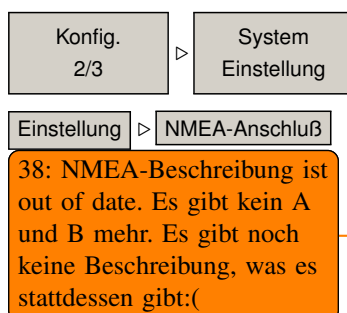 Konfig.
2/3
▷
System
Einstellung
Einstellung ▷ NMEA-Anschluß
38: NMEA-Beschreibung ist
out of date. Es gibt kein A
und B mehr. Es gibt noch
keine Beschreibung, was es
stattdessen gibt:(